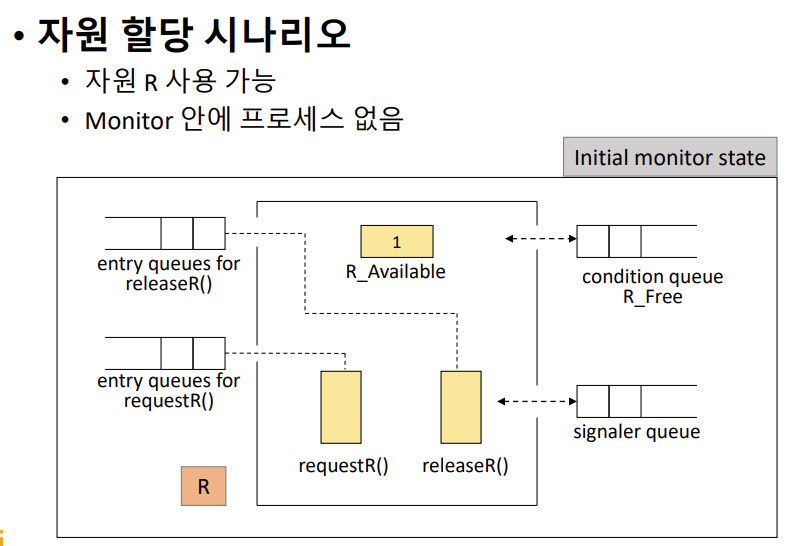 • 자원 할당 시나리오
• 자원 R 사용 가능
• Monitor 안에 프로세스 없음
Initial monitor state
entry queues for
releaseR()
1
R_Available
condition queue
R_Free
entry queues for
requestR()
signaler queue
requestR()
releaseR()
R